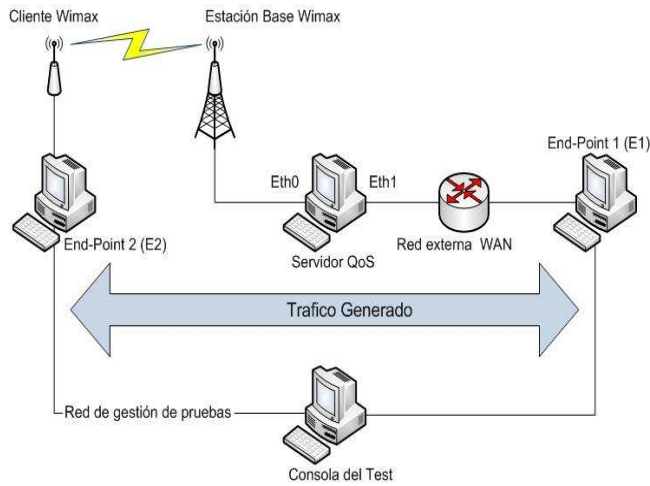 Cliente Wimax
Estación Base Wimax
End-Point 1 (E1)
Eth0
Eth1
End-Point 2 (E2)
Servidor QoS
Red externa WAN
Trafico Generado
Red de gestión de pruebas
Consola del Test